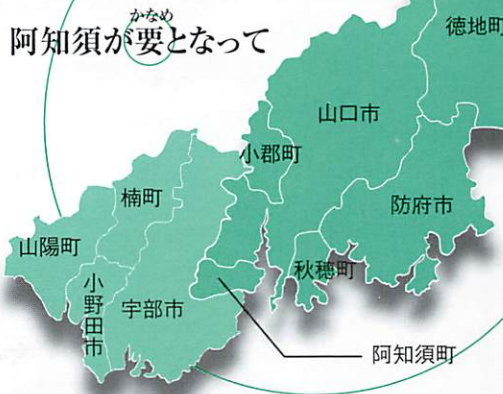 かなめ
阿知須が要となって
徳地町
山口市
小郡町
楠町
防府市
山陽町
秋穂町
小野田市
宇部市
阿知須町